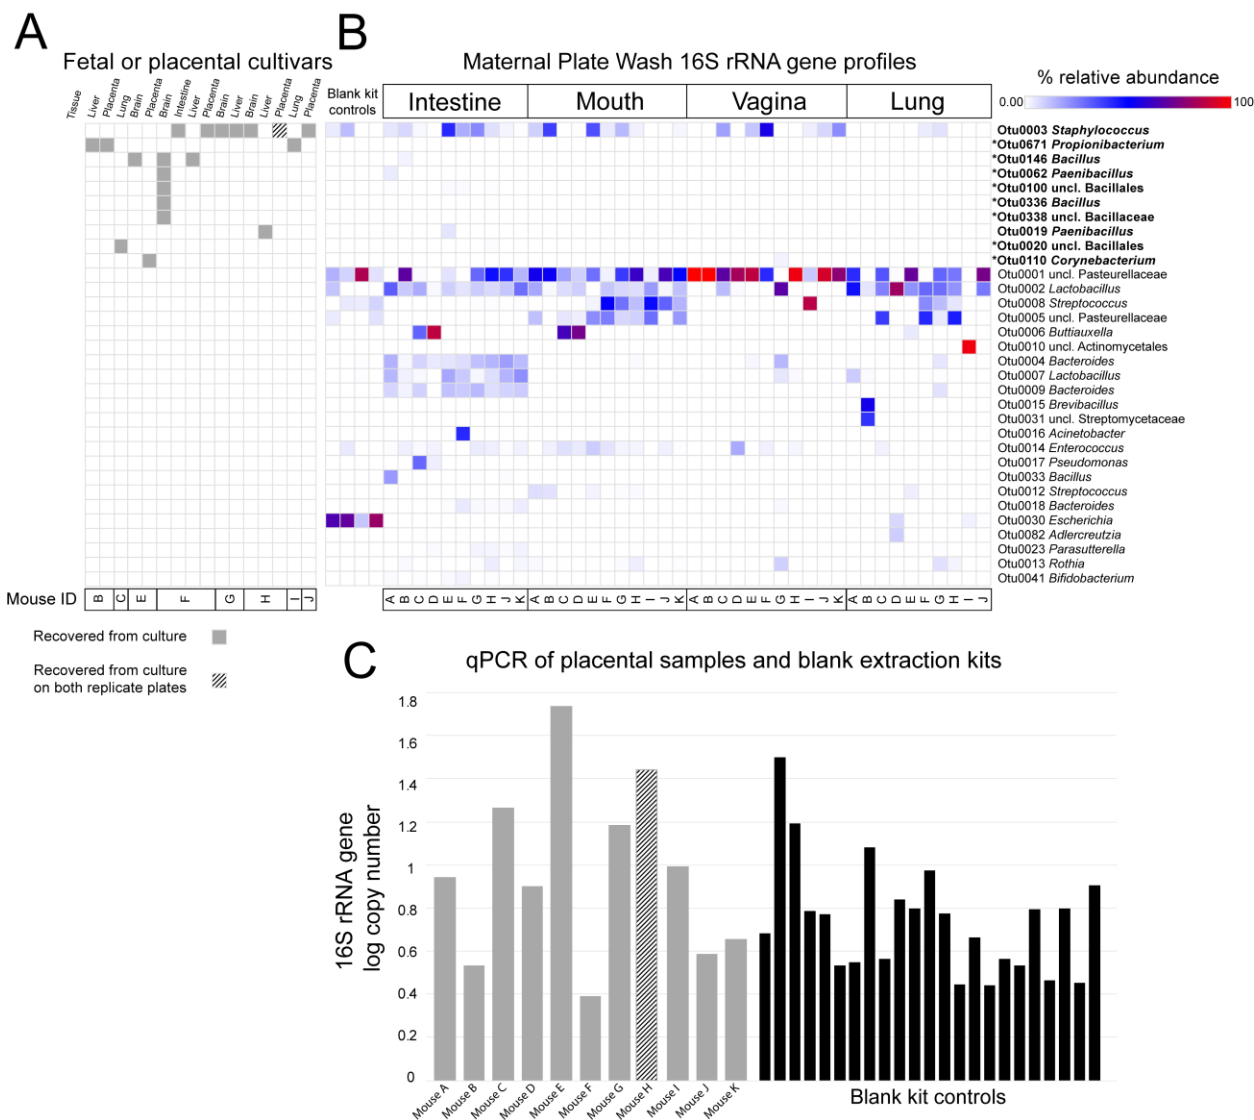 A
B
Fetal or placental cultivars
Maternal Plate Wash 16S rRNA gene profiles
% relative abundance
0.00
100
Tissue
Liver
Placenta
Lung
Brain
Placenta
Brain
Intestine
Liver
Placenta
Brain
Liver
Brain
Liver
Placenta
Lung
Placenta
Blank kit
controls
Intestine
Mouth
Vagina
Lung
Otu0003 Staphylococcus
*Otu0671 Propionibacterium
*Otu0146 Bacillus
*Otu0062 Paenibacillus
*Otu0100 uncl. Bacillales
*Otu0336 Bacillus
*Otu0338 uncl. Bacillaceae
Otu0019 Paenibacillus
*Otu0020 uncl. Bacillales
*Otu0110 Corynebacterium
Otu0001 uncl. Pasteurellaceae
Otu0002 Lactobacillus
Otu0008 Streptococcus
Otu0005 uncl. Pasteurellaceae
Otu0006 Buttiauxella
Otu0010 uncl. Actinomycetales
Otu0004 Bacteroides
Otu0007 Lactobacillus
Otu0009 Bacteroides
Otu0015 Brevibacillus
Otu0031 uncl. Streptomycetaceae
Otu0016 Acinetobacter
Otu0014 Enterococcus
Otu0017 Pseudomonas
Otu0033 Bacillus
Otu0012 Streptococcus
Otu0018 Bacteroides
Otu0030 Escherichia
Otu0082 Adlercreutzia
Otu0023 Parasutterella
Otu0013 Rothia
Otu0041 Bifidobacterium
Mouse ID
B C E F G H I J
A B C D E F G H J K
A B C D E F G H I J K
A B C D E F G H I J K
A B C D E F G H I J
Recovered from culture
Recovered from culture
on both replicate plates
C
qPCR of placental samples and blank extraction kits
16S rRNA gene
log copy number
1.8
1.6
1.4
1.2
1
0.8
0.6
0.4
0.2
0
Mouse A
Mouse B
Mouse C
Mouse D
Mouse E
Mouse F
Mouse G
Mouse H
Mouse I
Mouse J
Mouse K
Blank kit controls